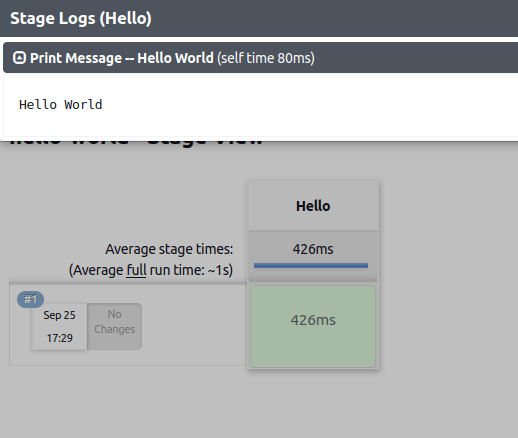 Stage Logs (Hello)
Print Message -- Hello World (self time 80ms)
Hello World
hello-world - Stage View
Hello
Average stage times:
426ms
(Average full run time: ~1s)
#1
Sep 25
No
Changes
17:29
426ms